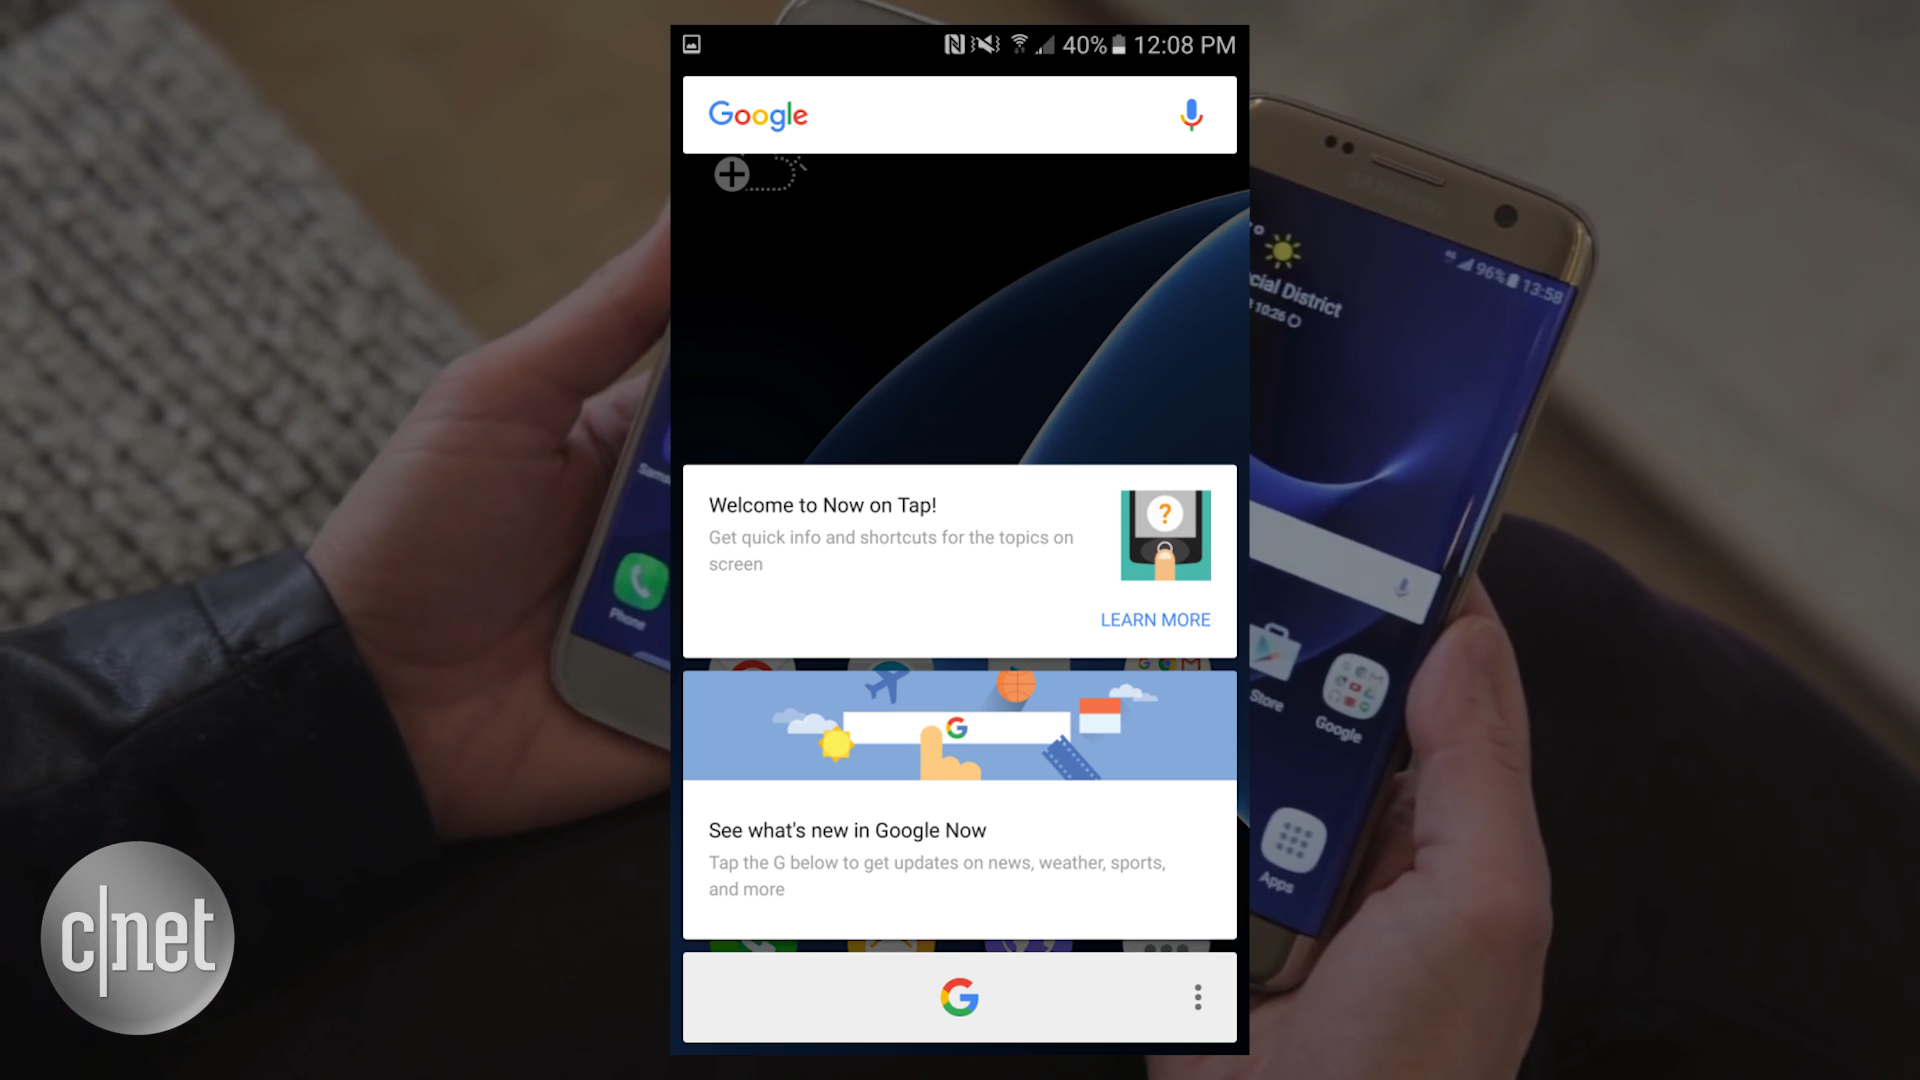 40% 12:08 PM
Google
Welcome to Now on Tap!
Get quick info and shortcuts for the topics on
screen
LEARN MORE
G
See what's new in Google Now
Tap the G below to get updates on news, weather, sports,
and more
G
SAMSUNG
96% 13:58
cial District
10:26
Store
Google
Apps
Phone
c|net